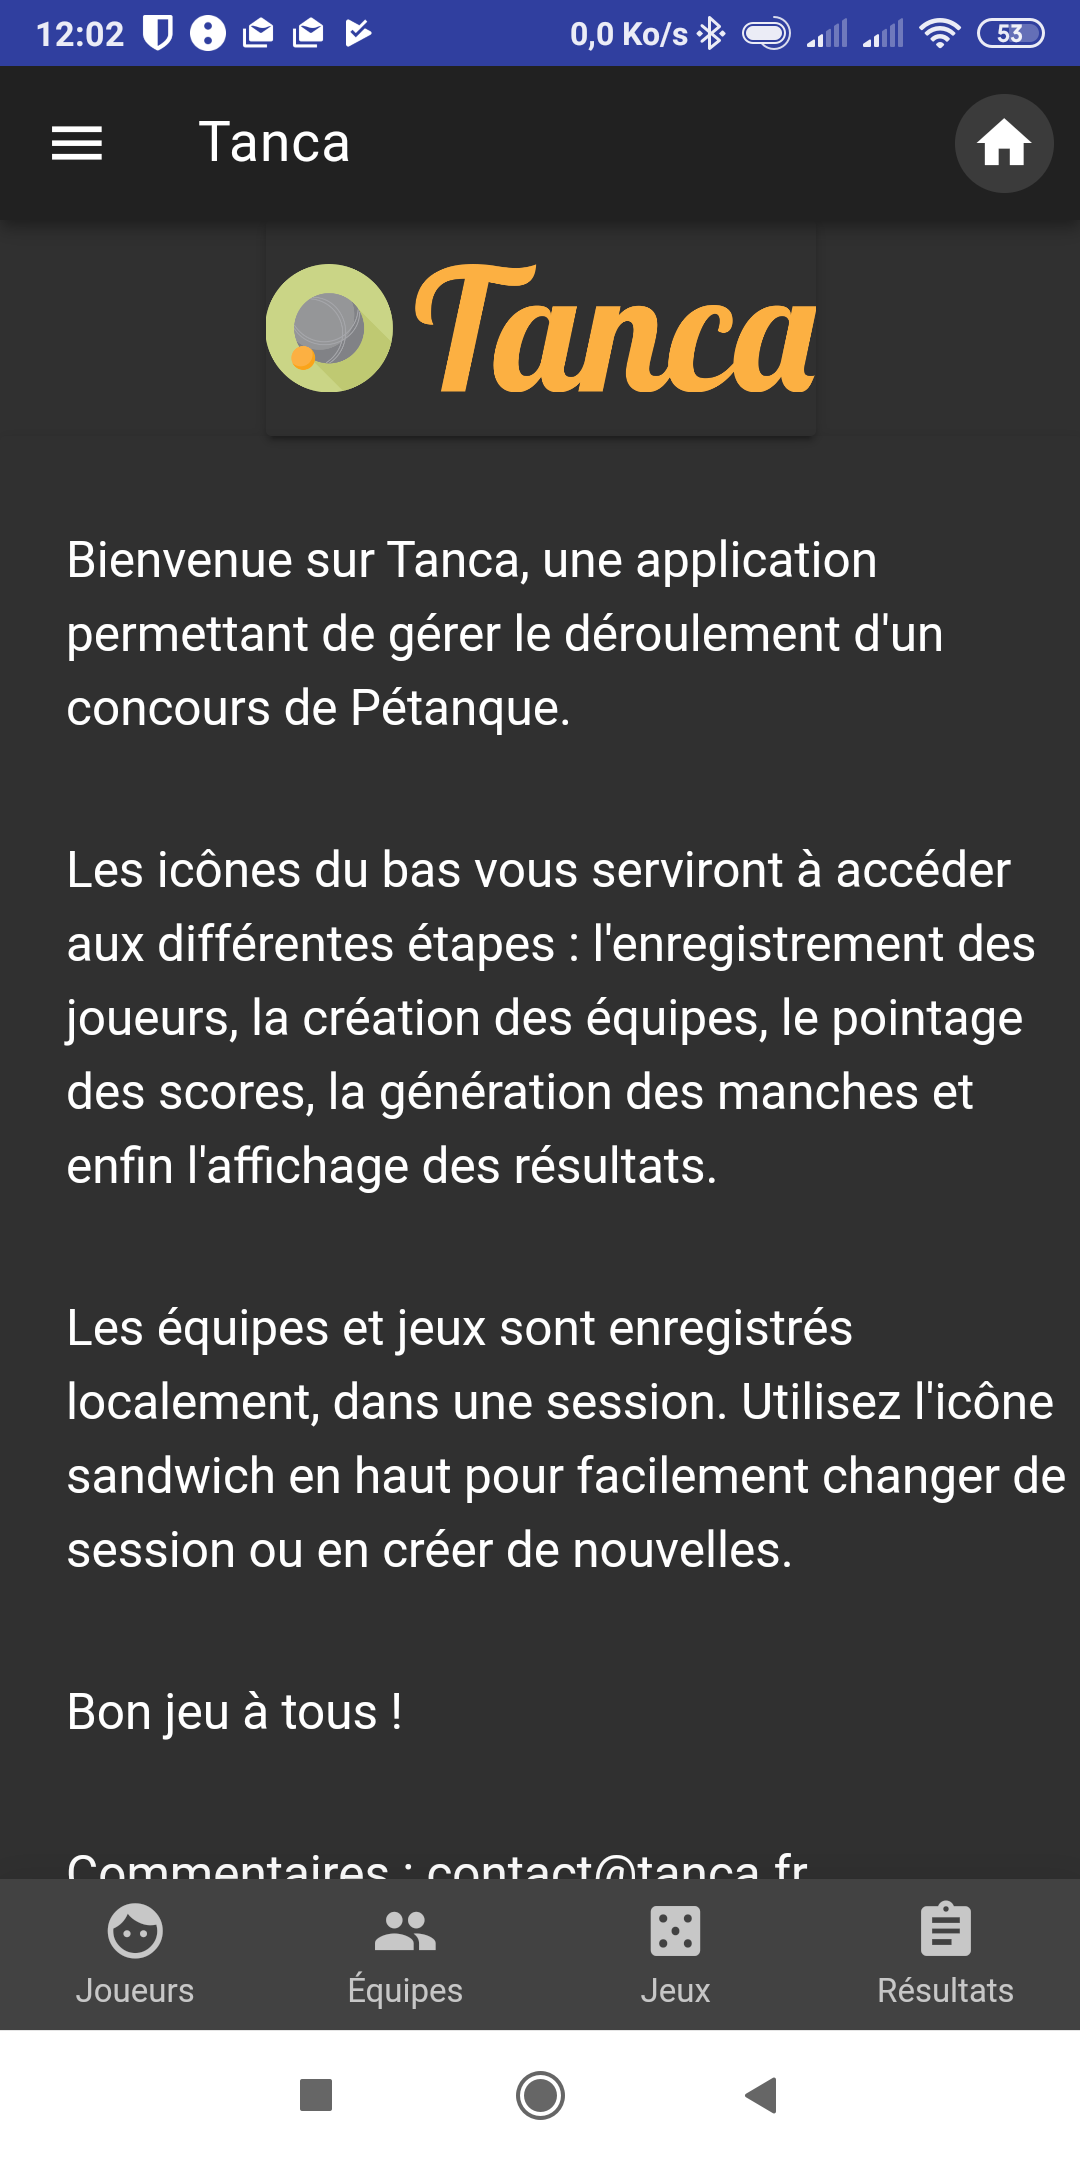 12:02
0,0 Ko/s
53
Tanca
Tanca
Bienvenue sur Tanca, une application
permettant de gérer le déroulement d'un
concours de Pétanque.
Les icônes du bas vous serviront à accéder
aux différentes étapes : l'enregistrement des
joueurs, la création des équipes, le pointage
des scores, la génération des manches et
enfin l'affichage des résultats.
Les équipes et jeux sont enregistrés
localement, dans une session. Utilisez l'icône
sandwich en haut pour facilement changer de
session ou en créer de nouvelles.
Bon jeu à tous !
Commentaires : contact@tanca.fr
Joueurs
Équipes
Jeux
Résultats